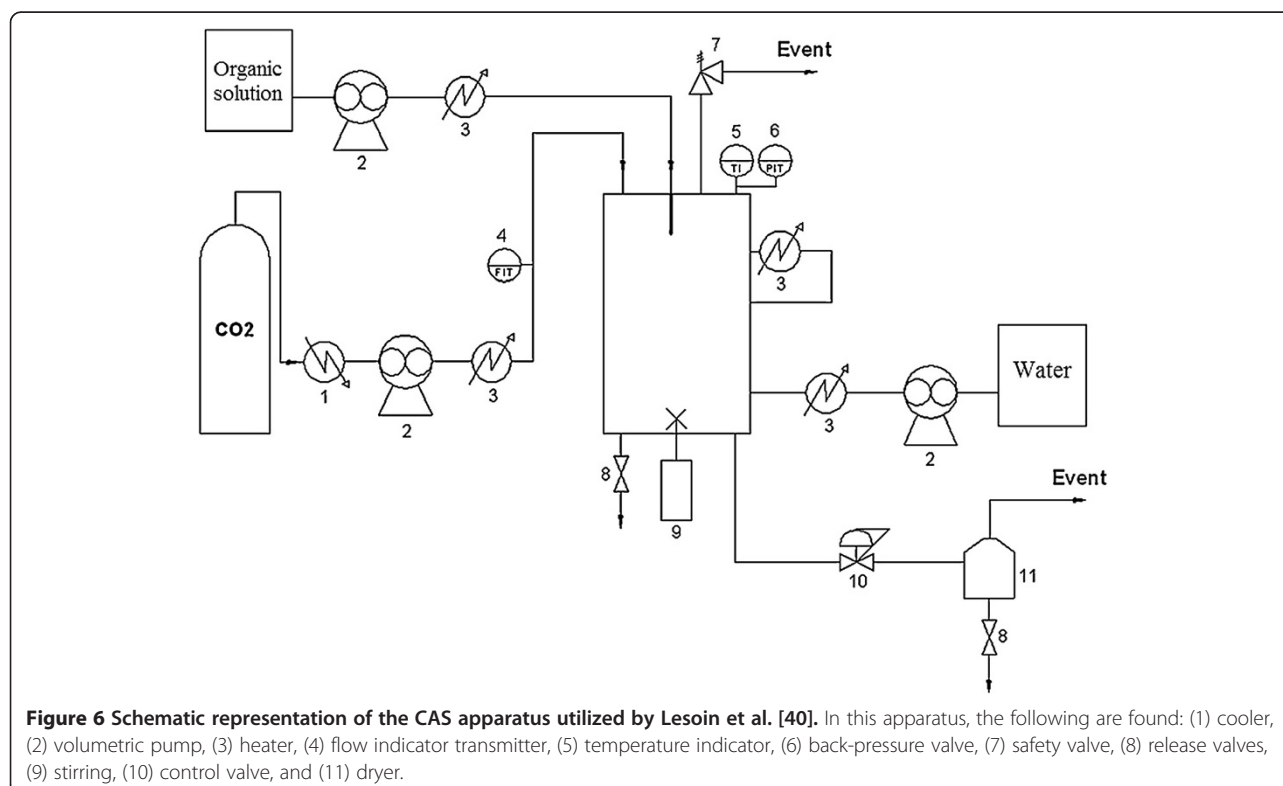 Organic
solution
2
3
7
Event
5
6
TI
PIT
4
FIT
3
CO2
1
2
3
Water
3
2
8
9
Event
10
11
8
Figure 6 Schematic representation of the CAS apparatus utilized by Lesoin et al. [40]. In this apparatus, the following are found: (1) cooler,
(2) volumetric pump, (3) heater, (4) flow indicator transmitter, (5) temperature indicator, (6) back-pressure valve, (7) safety valve, (8) release valves,
(9) stirring, (10) control valve, and (11) dryer.